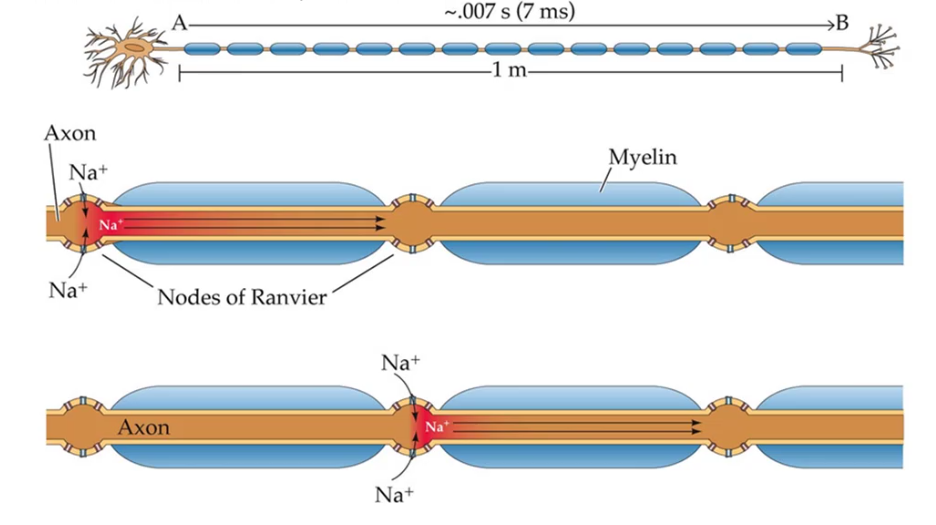 ~.007 s (7 ms)
A
B
1 m
Axon
Na⁺
Myelin
Na⁺
Na⁺
Nodes of Ranvier
Na⁺
Axon
Na⁺
Na⁺